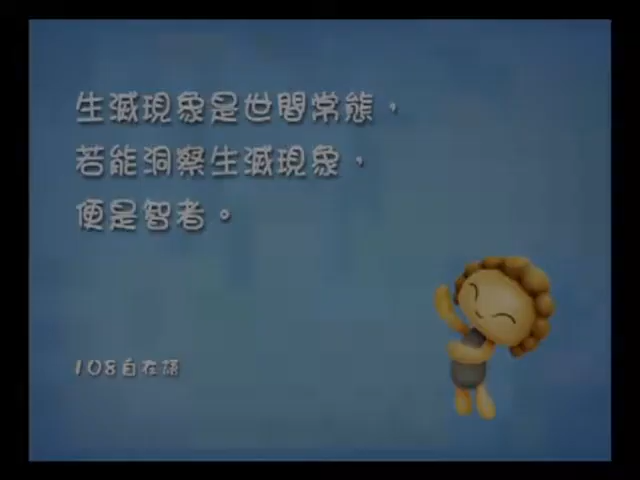 生滅現象是世間常態，
若能洞察生滅現象，
便是智者。
108自在語